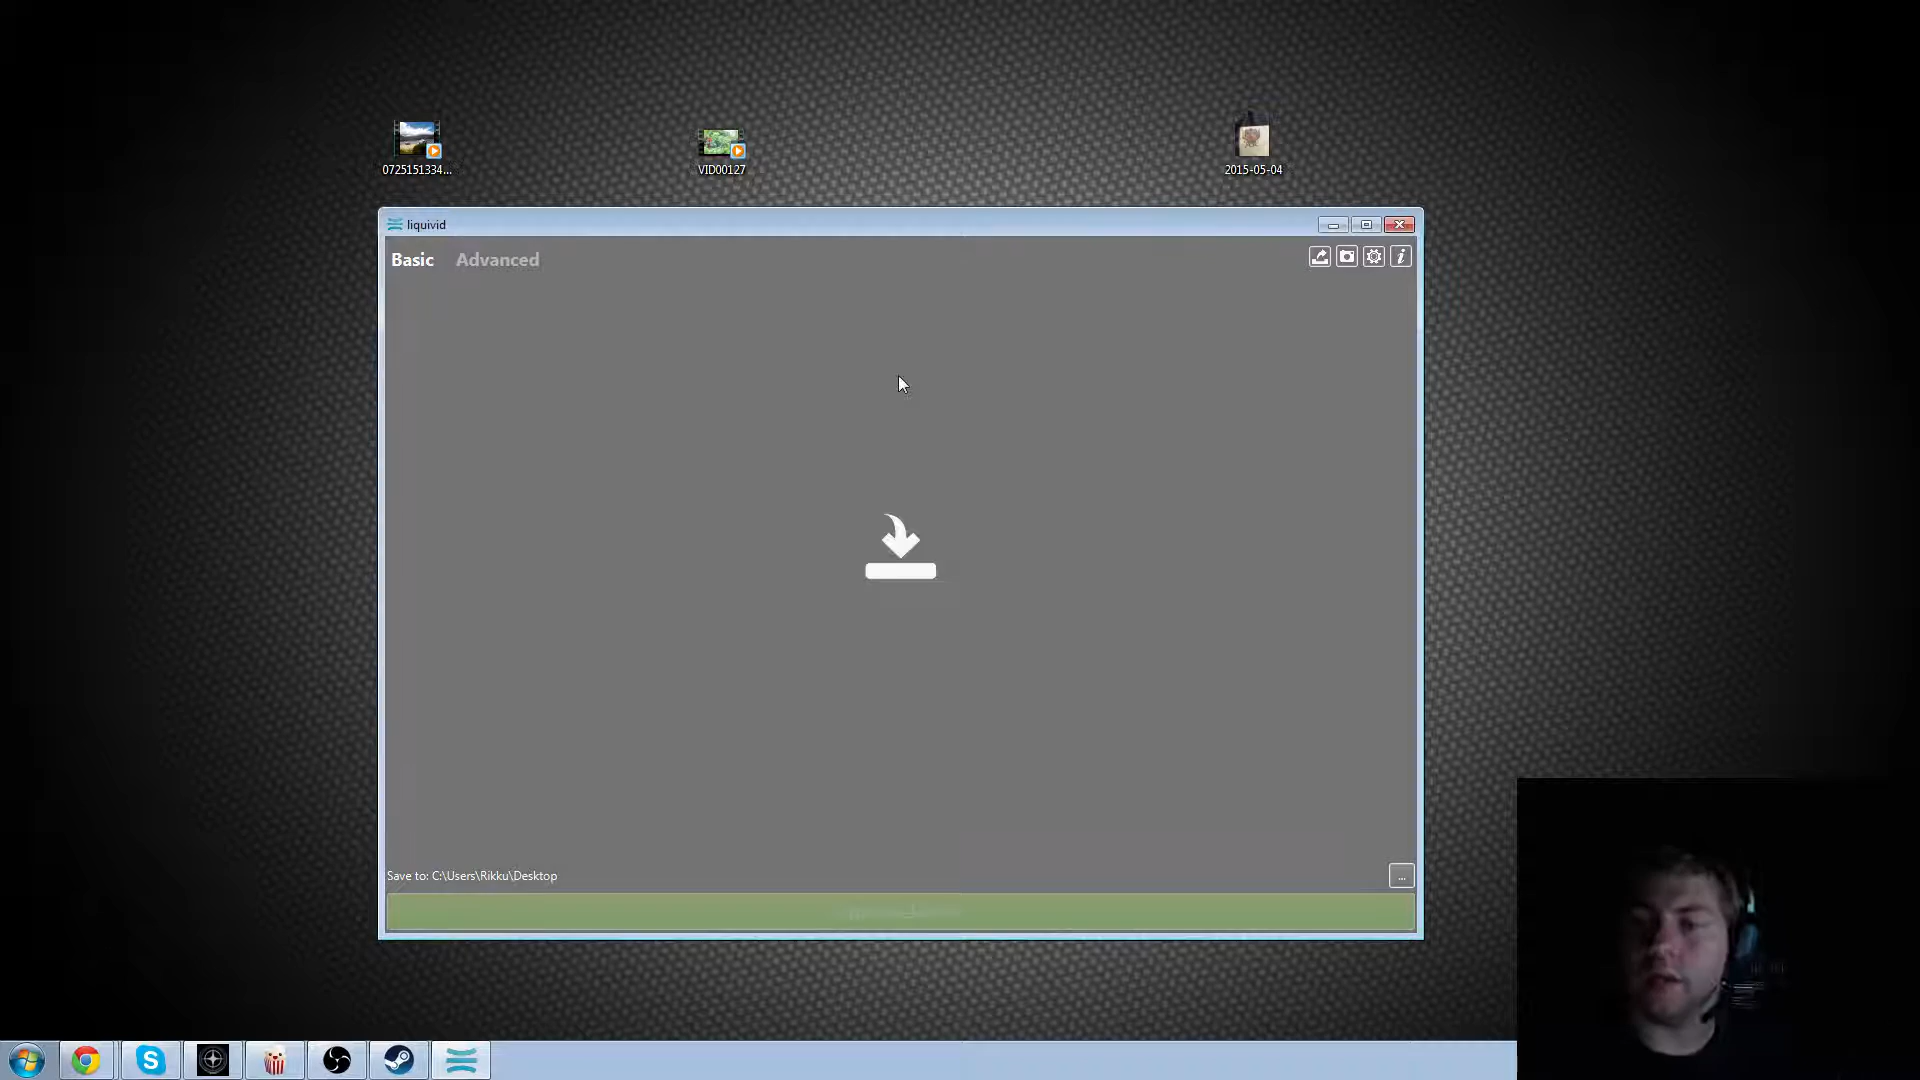 0725151334...
VID00127
2015-05-04
liquivid
Basic
Advanced
Save to: C:\Users\Rikku\Desktop
...